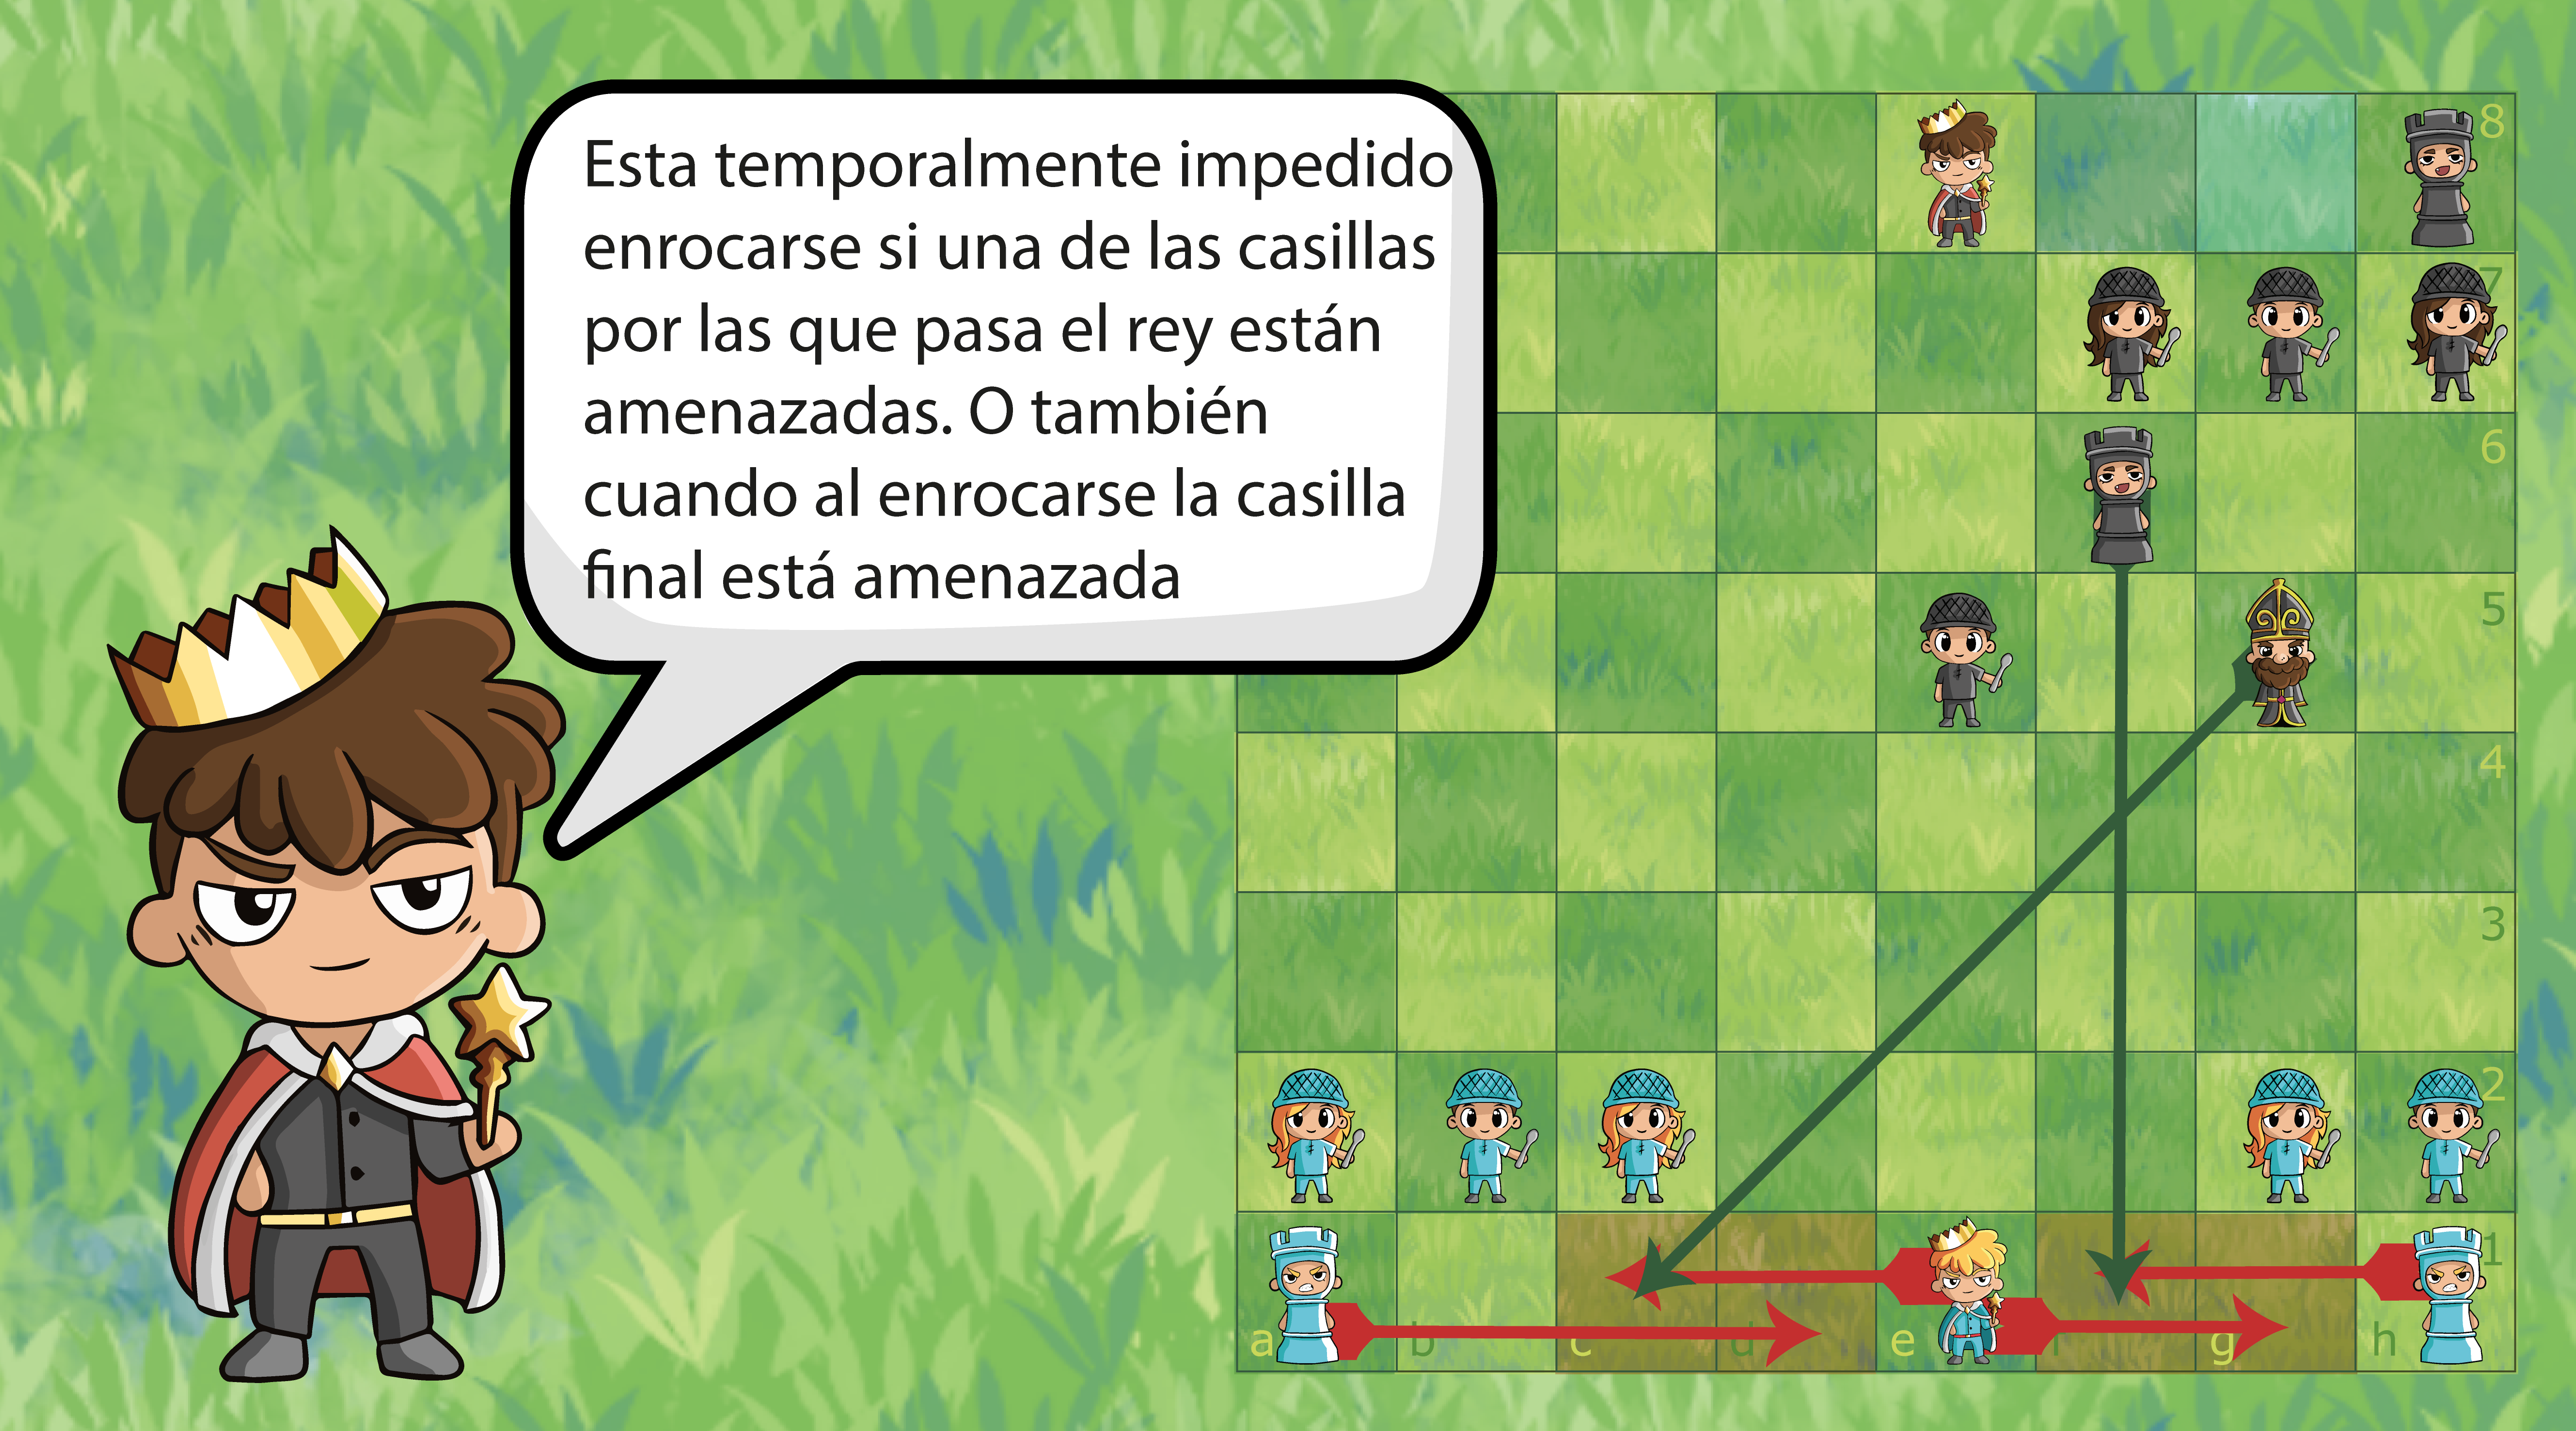 Esta temporalmente impedido
enrocarse si una de las casillas
por las que pasa el rey están
amenazadas. O también
cuando al enrocarse la casilla
final está amenazada
8
7
6
5
4
3
2
1
a b c d e f g h